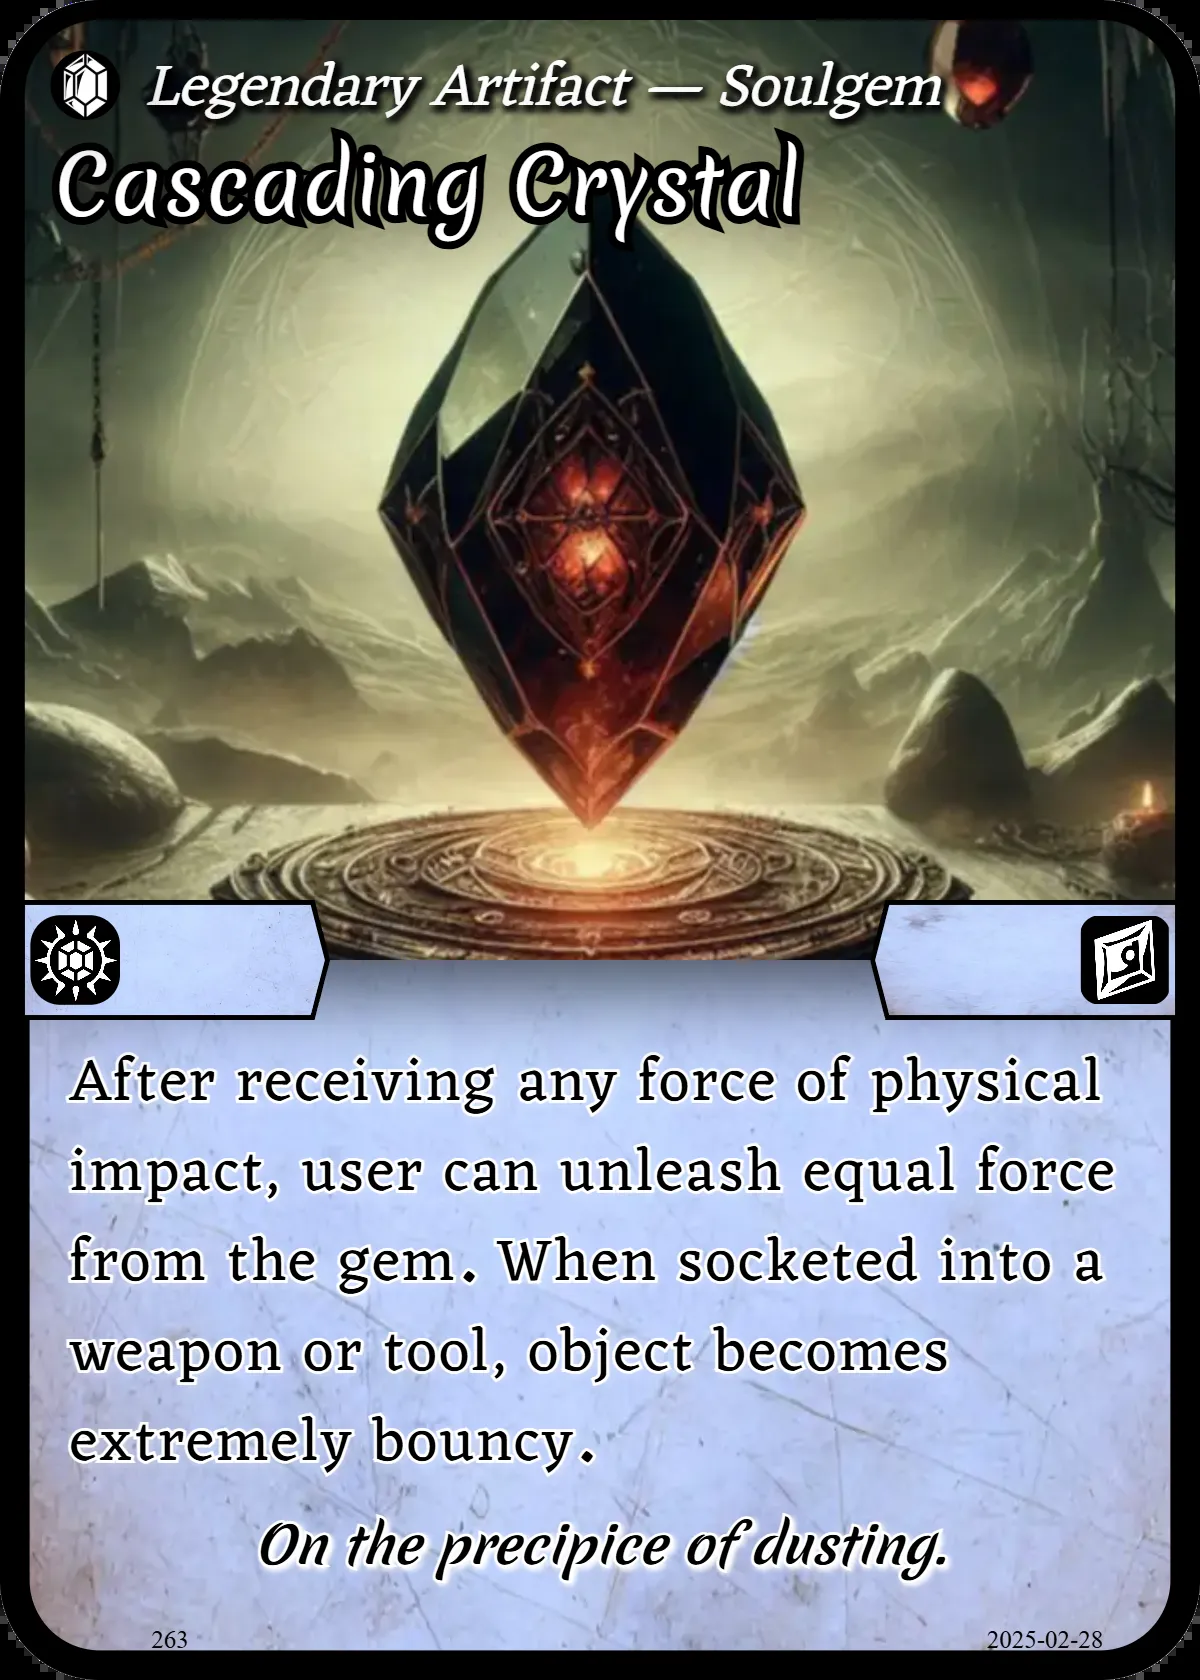 Legendary Artifact — Soulgem
Cascading Crystal
After receiving any force of physical
impact, user can unleash equal force
from the gem. When socketed into a
weapon or tool, object becomes
extremely bouncy.
On the precipice of dusting.
263
2025-02-28